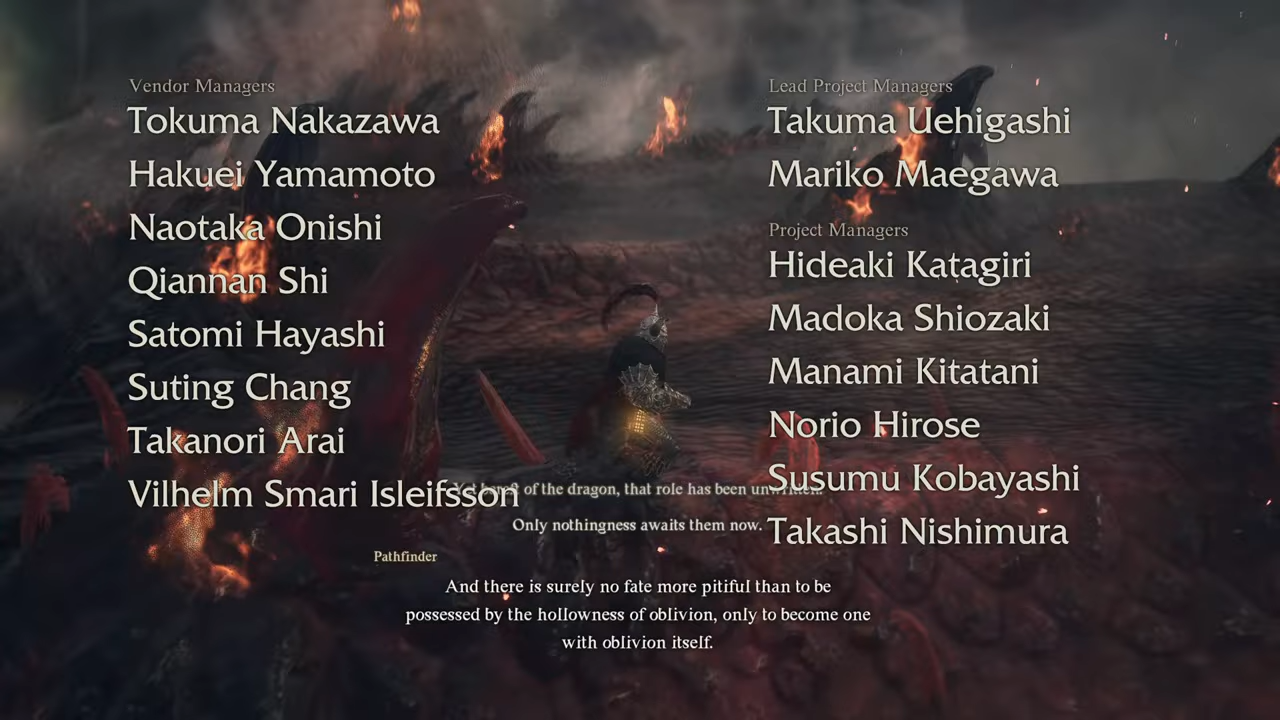 Vendor Managers
Tokuma Nakazawa
Hakuei Yamamoto
Naotaka Onishi
Qiannan Shi
Satomi Hayashi
Suting Chang
Takanori Arai
Vilhelm Smari Isleifsson
Lead Project Managers
Takuma Uehigashi
Mariko Maegawa
Project Managers
Hideaki Katagiri
Madoka Shiozaki
Manami Kitatani
Norio Hirose
Susumu Kobayashi
Takashi Nishimura
Yet bereft of the dragon, that role has been unwritten.
Only nothingness awaits them now.
Pathfinder
And there is surely no fate more pitiful than to be
possessed by the hollowness of oblivion, only to become one
with oblivion itself.